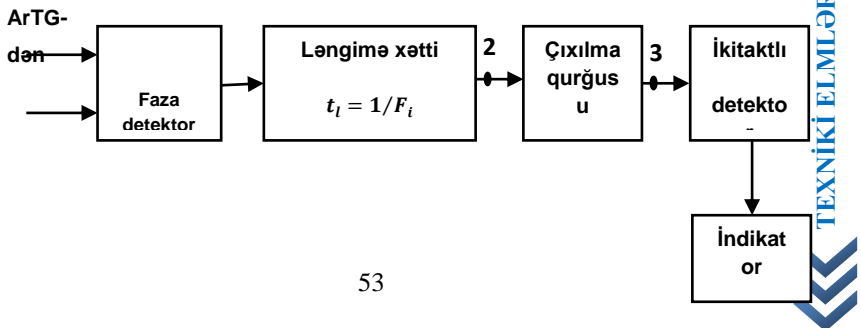 ArTG-
dən
Faza
detektor
Ləngimə xətti
t_l = 1/F_i
2
Çıxılma
qurğus
u
3
İkitaktlı
detekto
İndikat
or
53
TEXNİKİ ELMLƏR